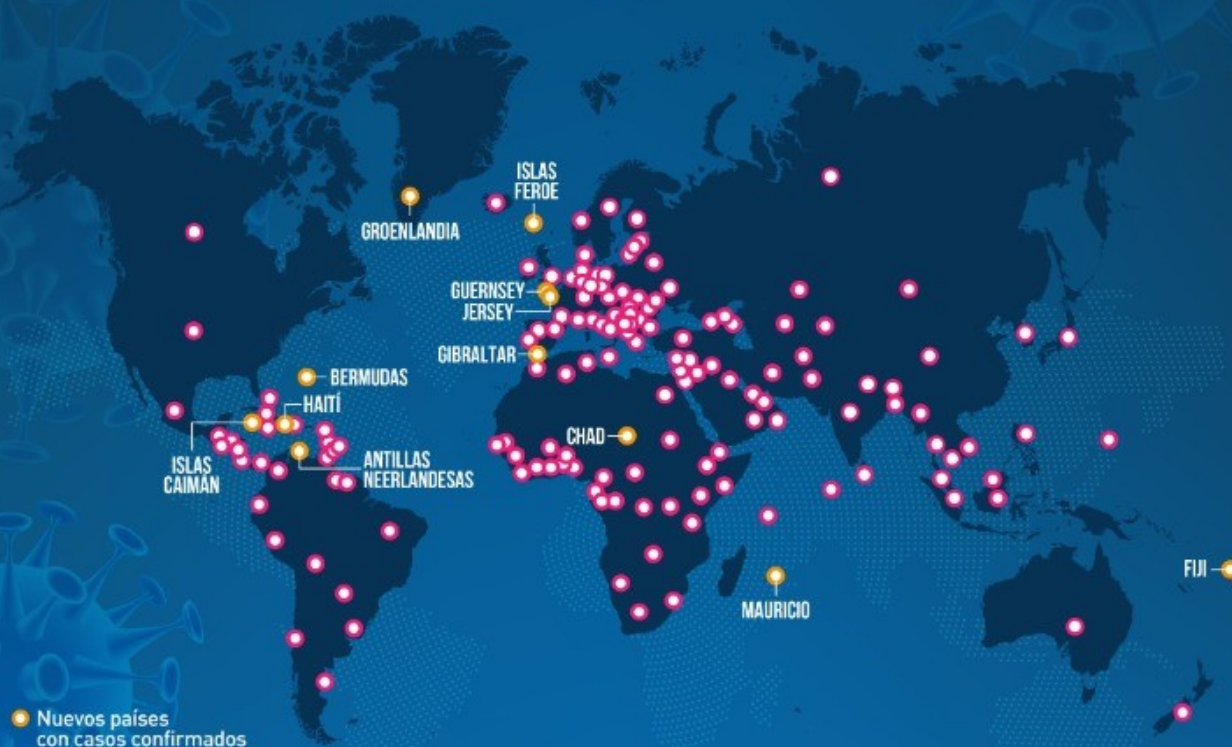 ISLAS
FEROE
GROENLANDIA
GUERNSEY
JERSEY
GIBRALTAR
BERMUDAS
HAITÍ
CHAD
ISLAS
CAIMÁN
ANTILLAS
NEERLANDESAS
FIJI
MAURICIO
Nuevos países
con casos confirmados